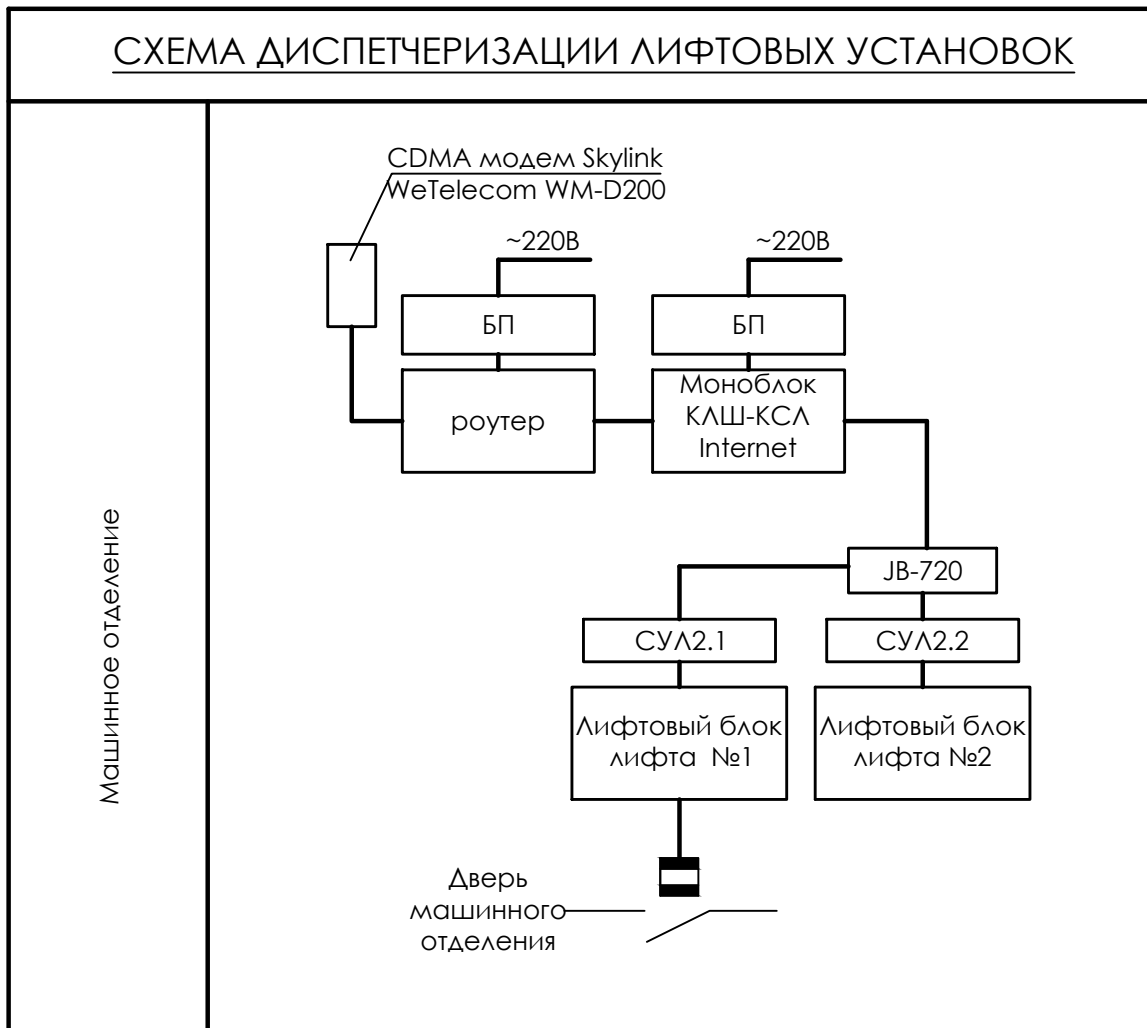 СХЕМА ДИСПЕТЧЕРИЗАЦИИ ЛИФТОВЫХ УСТАНОВОК
Машинное отделение
CDMA модем Skylink
WeTelecom WM-D200
~220В
~220В
БП
БП
роутер
Моноблок
КЛШ-КСЛ
Internet
JB-720
СУЛ2.1
СУЛ2.2
Лифтовый блок
лифта №1
Лифтовый блок
лифта №2
Дверь
машинного
отделения